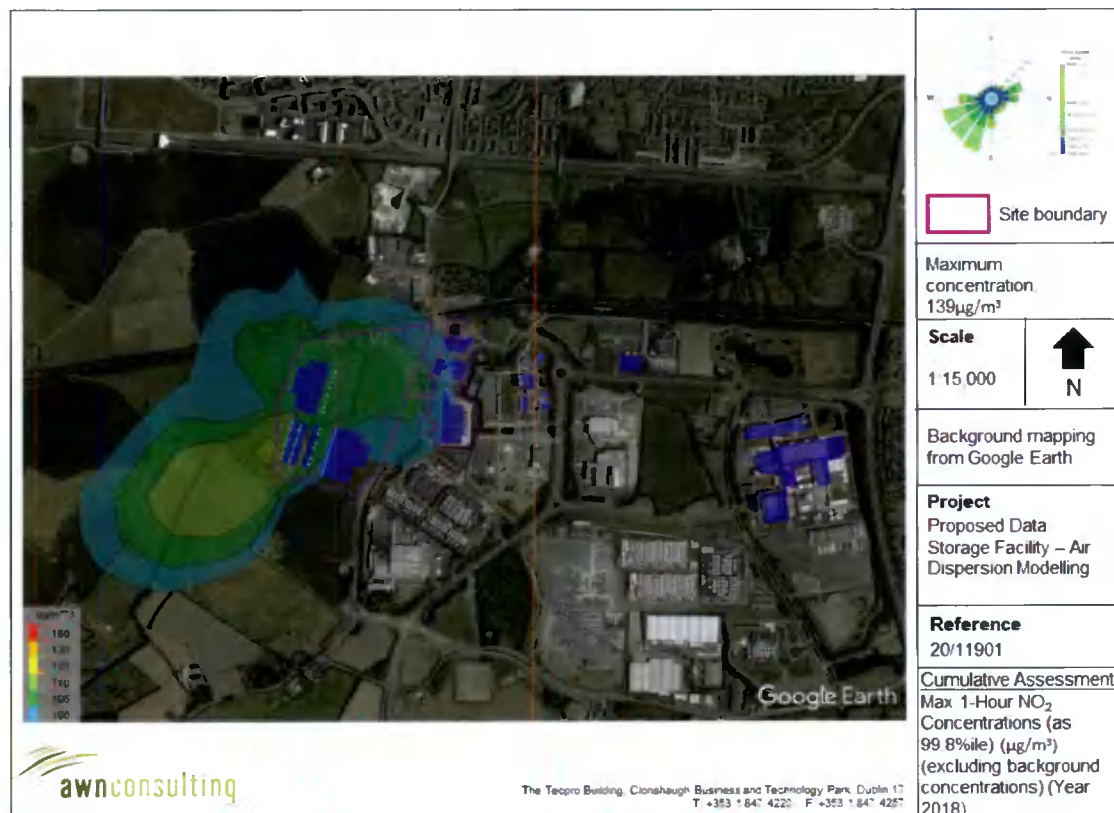 W
Site boundary
Maximum
concentration
139µg/m³
Scale
1:15,000
N
Background mapping
from Google Earth
Project
Proposed Data
Storage Facility – Air
Dispersion Modelling
Reference
20/11901
Cumulative Assessment
Max 1-Hour NO₂
Concentrations (as
99.8%ile) (µg/m³)
(excluding background
concentrations) (Year
2018)
Google Earth
awnconsulting
The Tecpro Building, Clonshaugh Business and Technology Park, Dublin 17